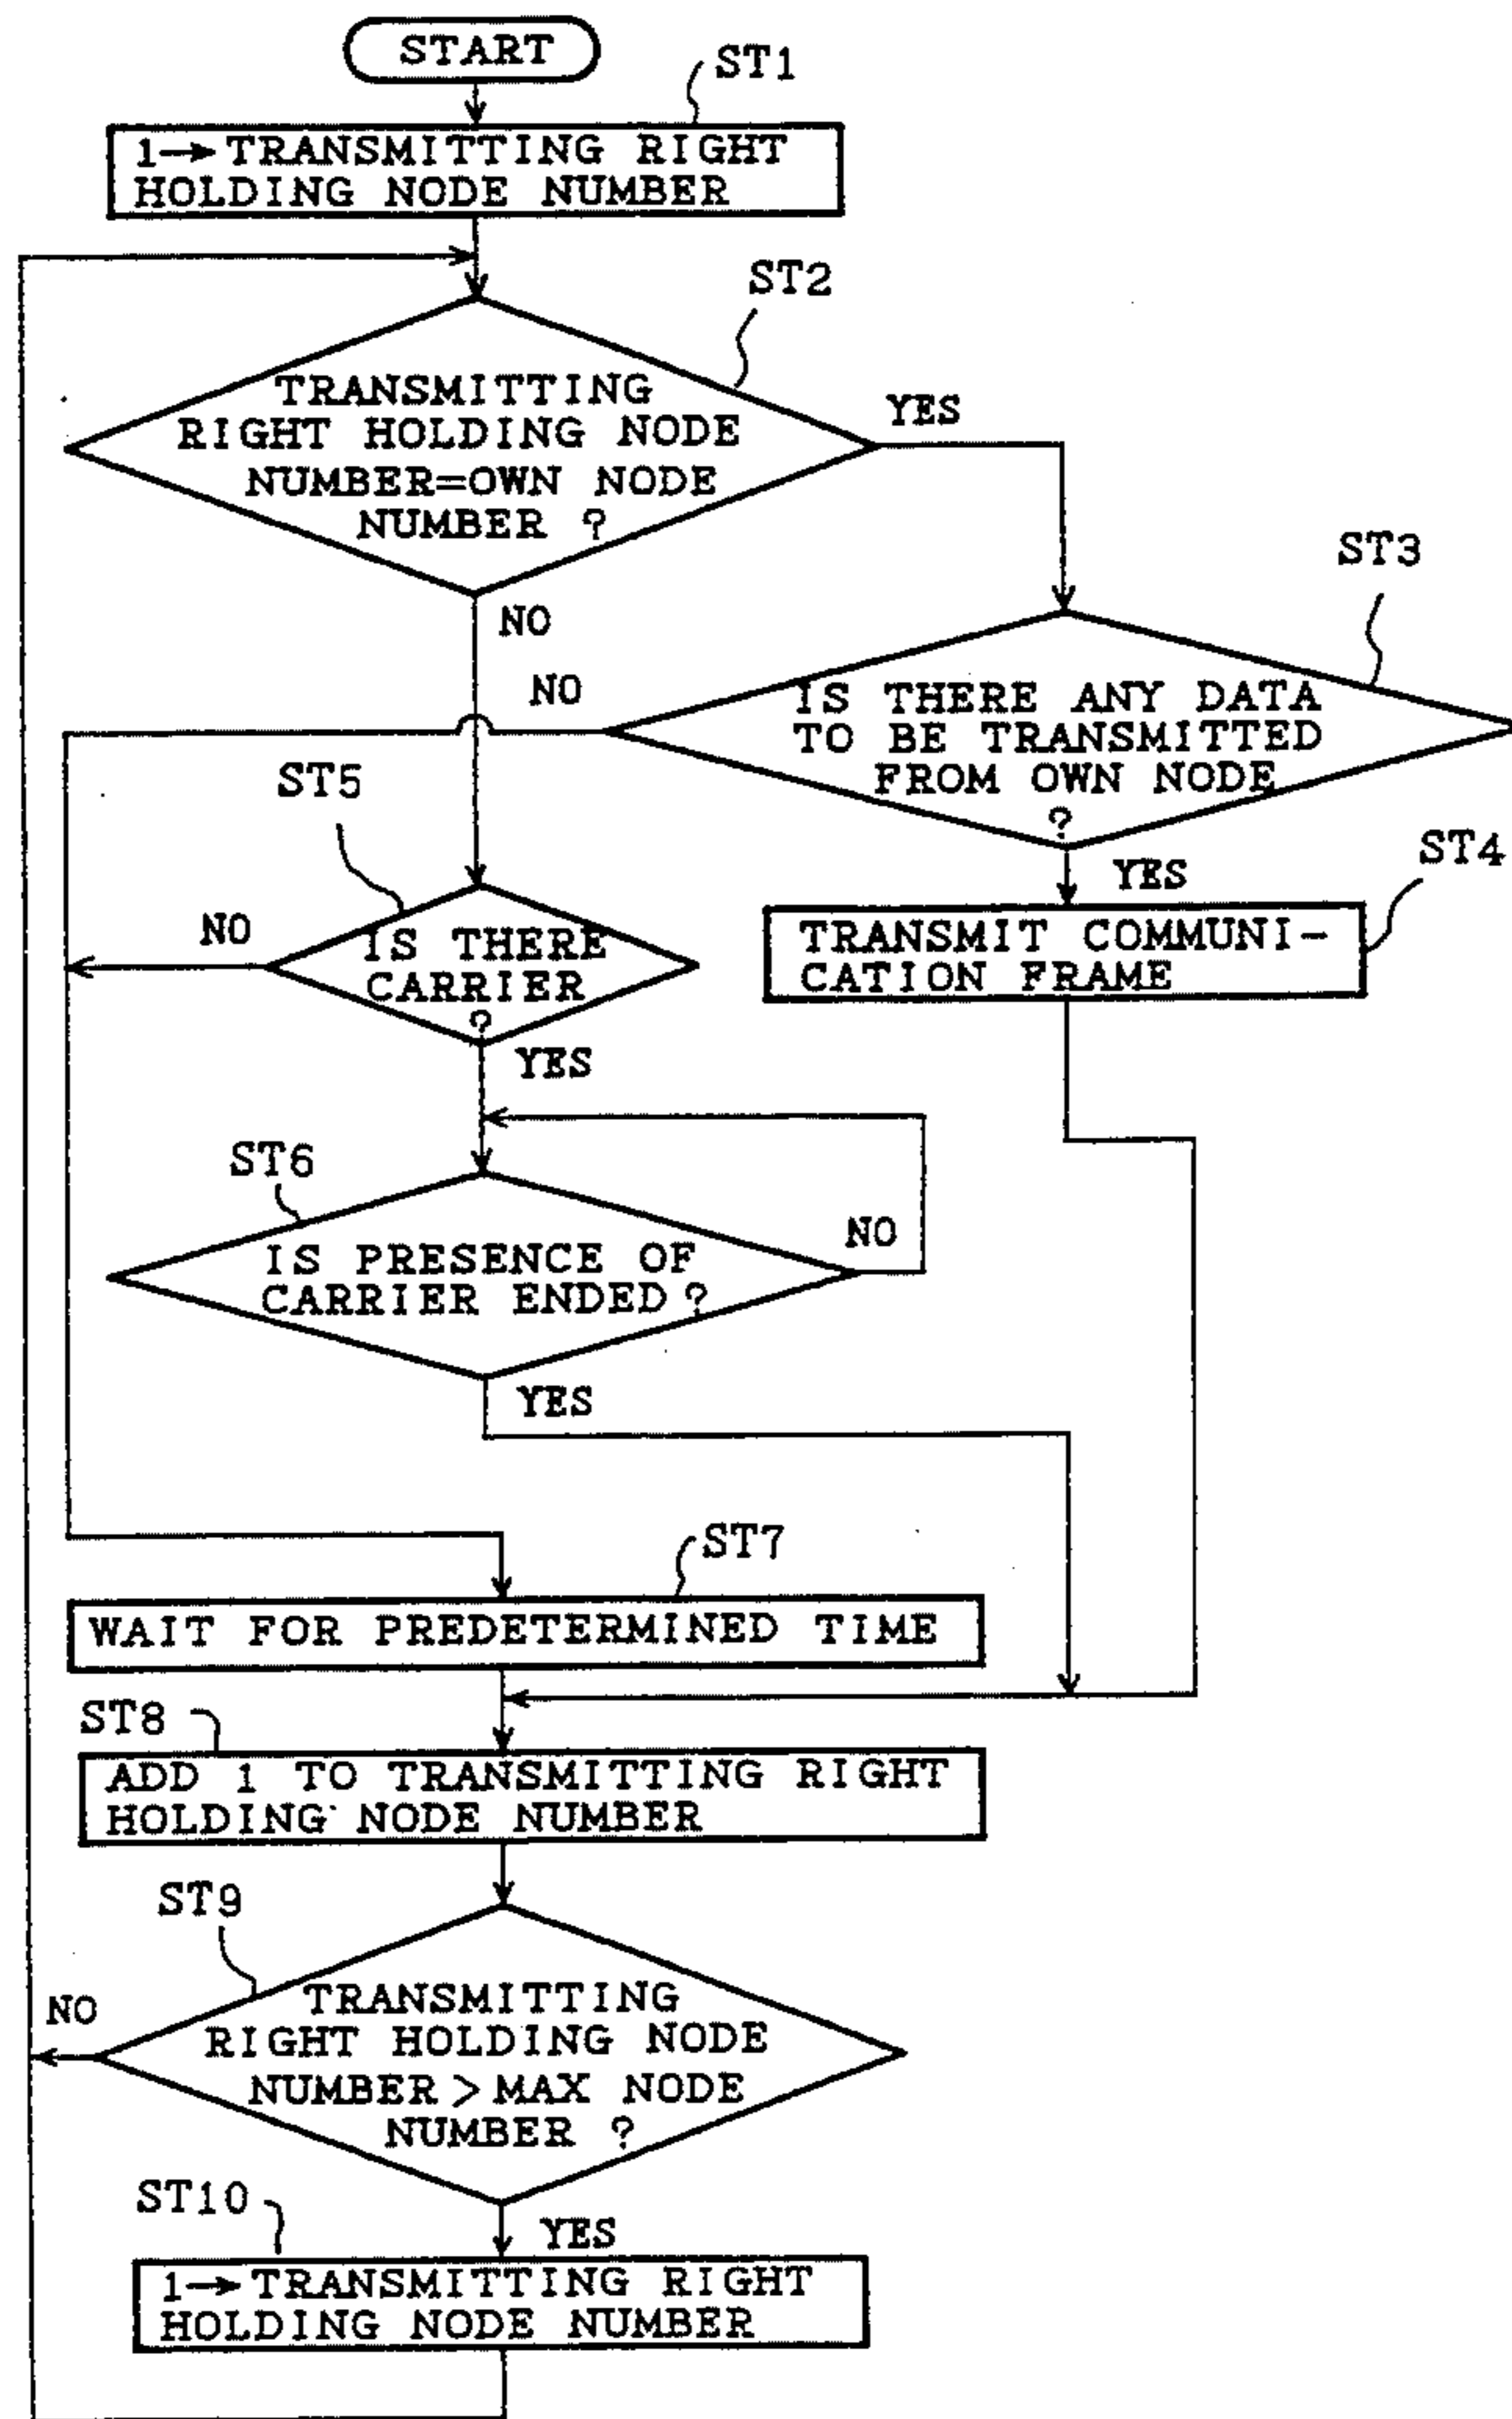 START
ST1
1→TRANSMITTING RIGHT
HOLDING NODE NUMBER
ST2
TRANSMITTING
RIGHT HOLDING NODE
NUMBER=OWN NODE
NUMBER ?
YES
NO
ST3
IS THERE ANY DATA
TO BE TRANSMITTED
FROM OWN NODE
?
NO
YES
ST4
TRANSMIT COMMUNI-
CATION FRAME
ST5
IS THERE
CARRIER
?
NO
YES
ST6
IS PRESENCE OF
CARRIER ENDED ?
NO
YES
ST7
WAIT FOR PREDETERMINED TIME
ST8
ADD 1 TO TRANSMITTING RIGHT
HOLDING NODE NUMBER
ST9
TRANSMITTING
RIGHT HOLDING NODE
NUMBER > MAX NODE
NUMBER ?
NO
YES
ST10
1→TRANSMITTING RIGHT
HOLDING NODE NUMBER